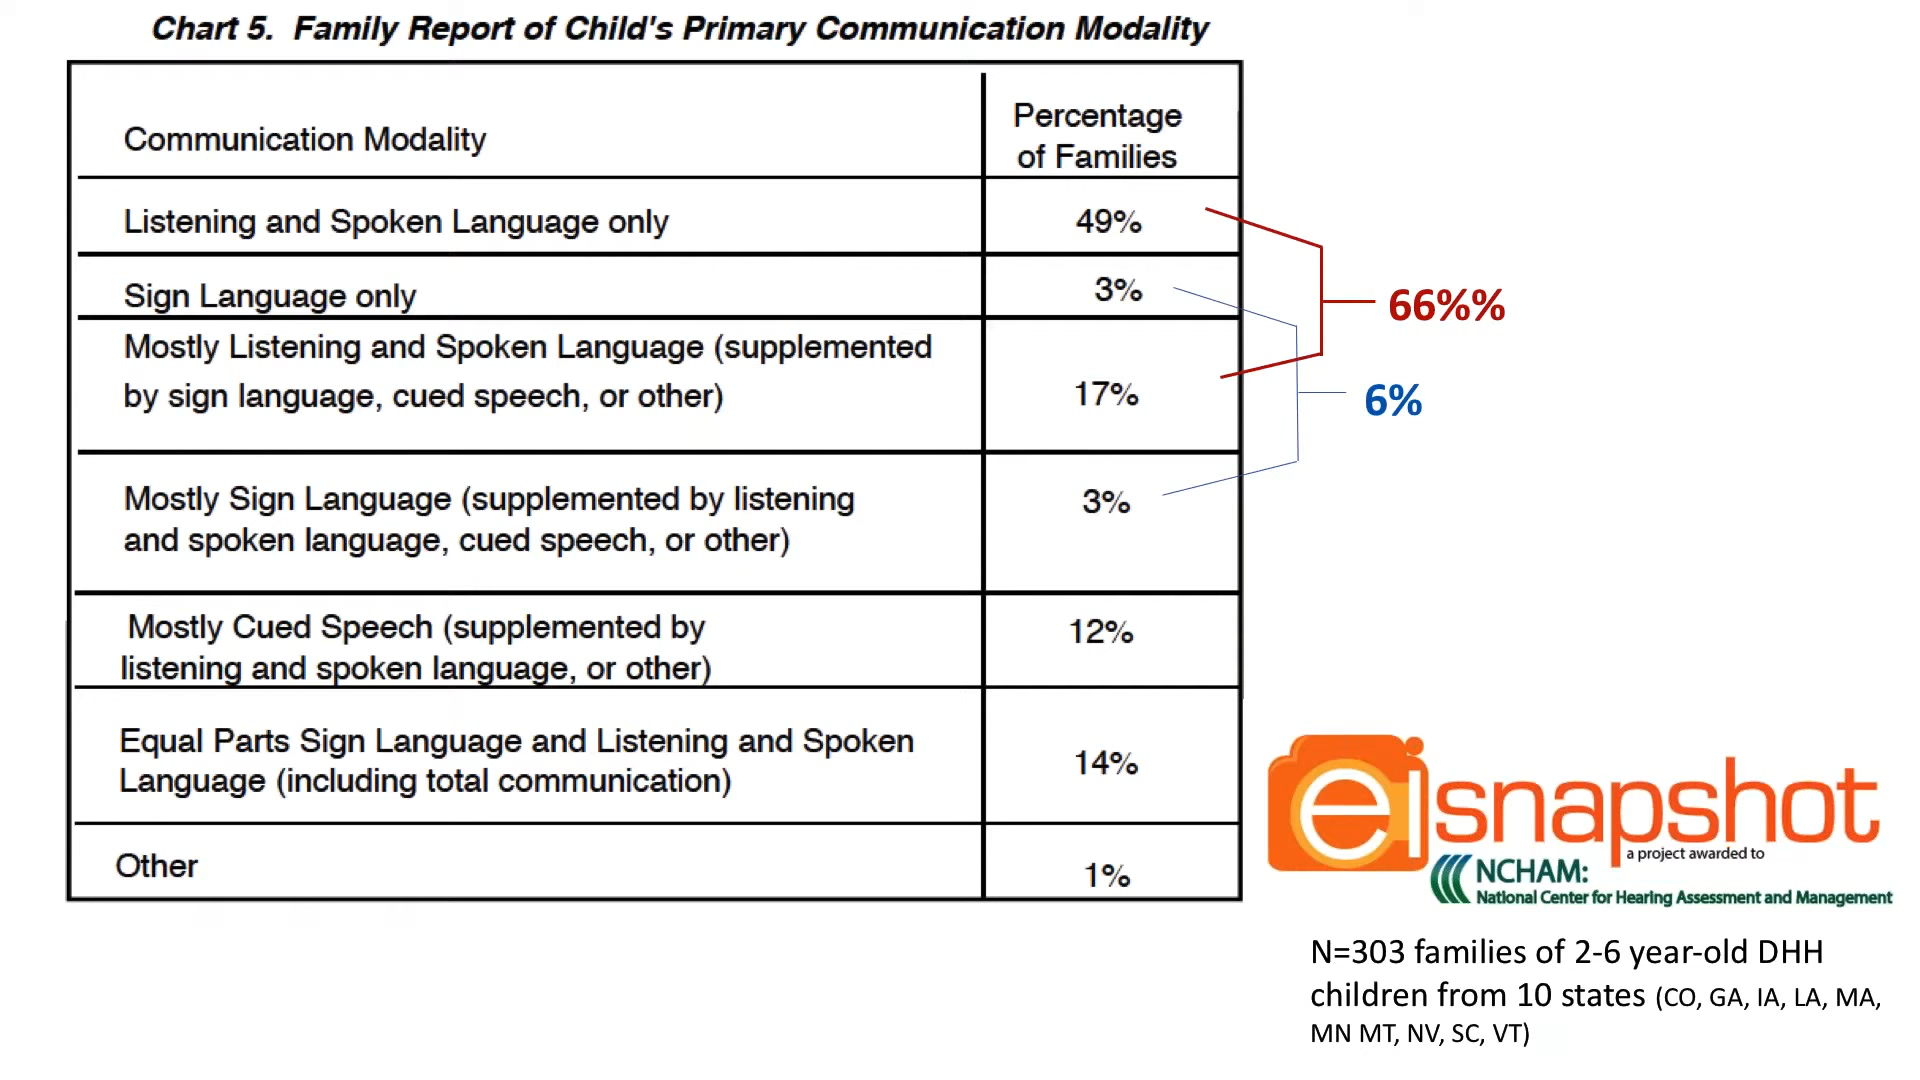 Chart 5. Family Report of Child's Primary Communication Modality
Communication Modality
Percentage
of Families
Listening and Spoken Language only
49%
Sign Language only
3%
Mostly Listening and Spoken Language (supplemented
by sign language, cued speech, or other)
17%
Mostly Sign Language (supplemented by listening
and spoken language, cued speech, or other)
3%
Mostly Cued Speech (supplemented by
listening and spoken language, or other)
12%
Equal Parts Sign Language and Listening and Spoken
Language (including total communication)
14%
Other
1%
66%%
6%
eisnapshot
a project awarded to
NCHAM:
National Center for Hearing Assessment and Management
N=303 families of 2-6 year-old DHH
children from 10 states (CO, GA, IA, LA, MA,
MN MT, NV, SC, VT)